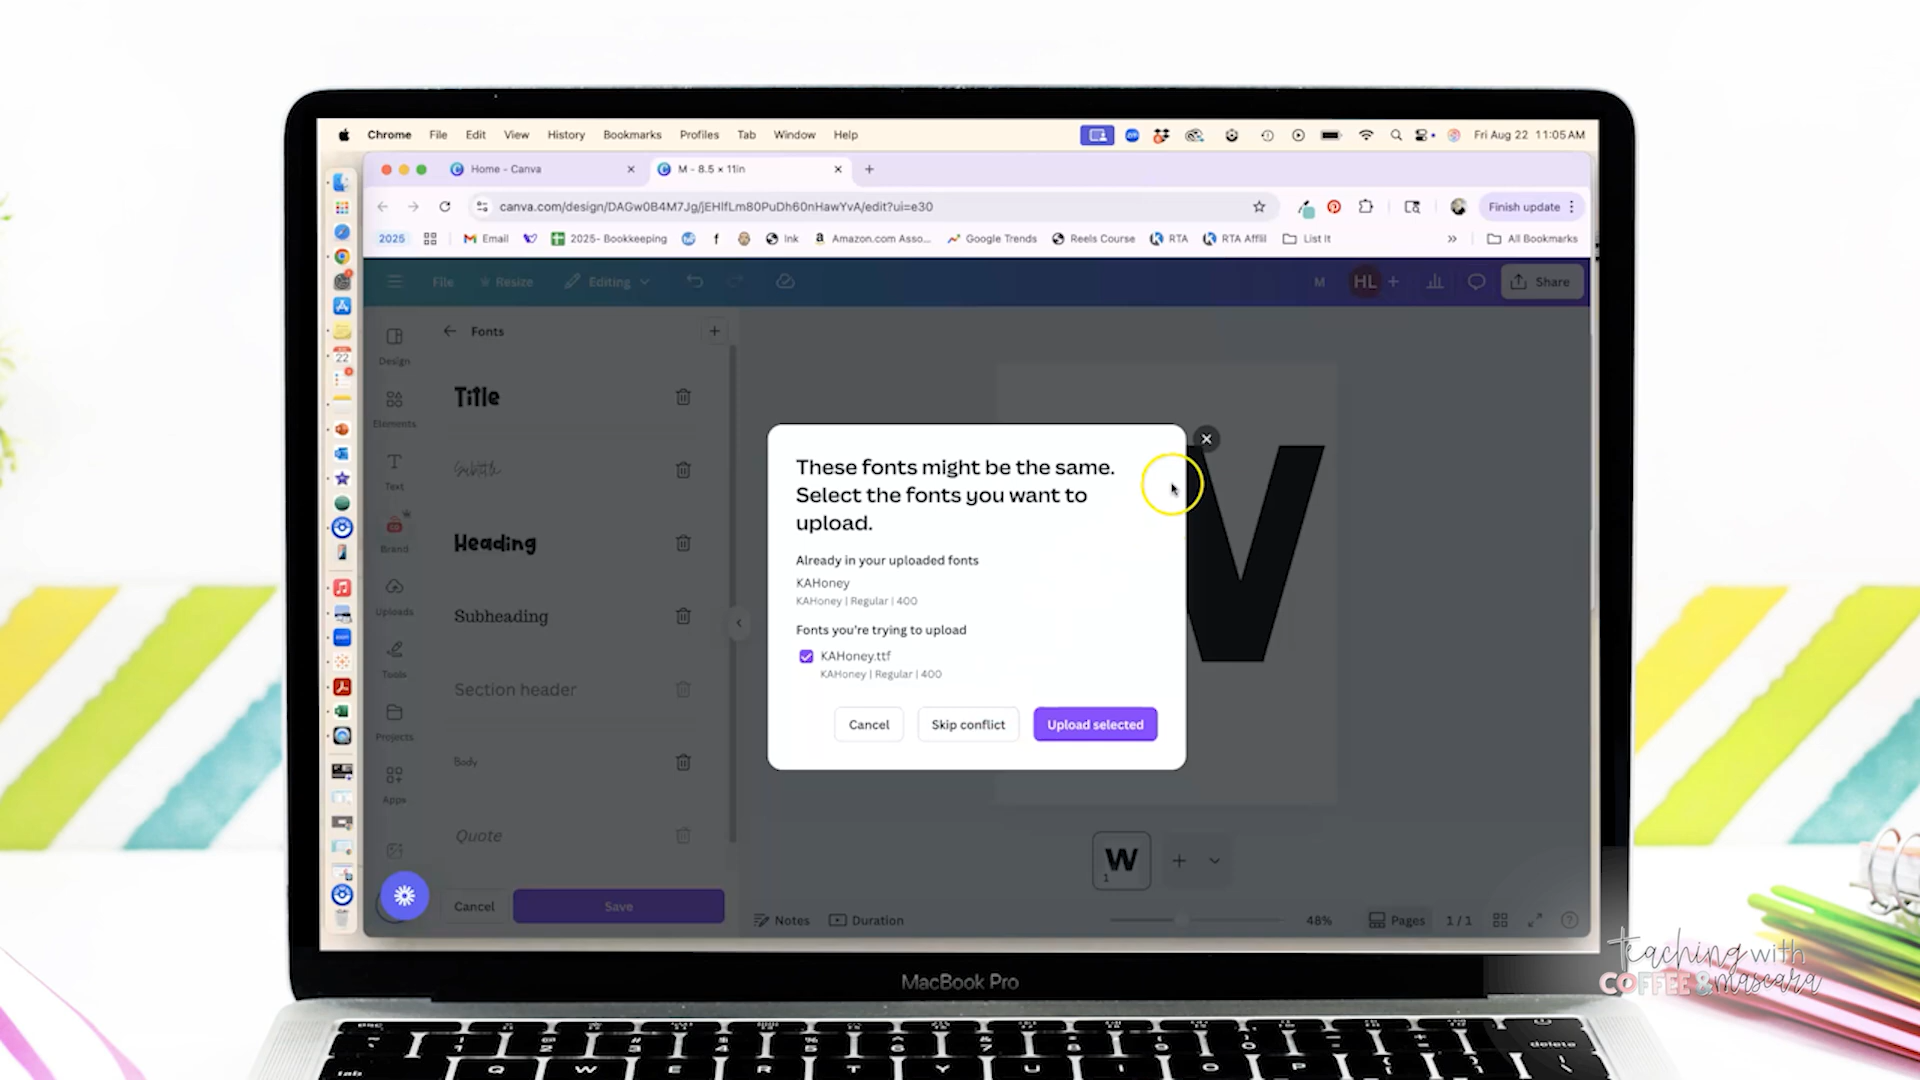 Chrome File Edit View History Bookmarks Profiles Tab Window Help
Fri Aug 22 11:05 AM
Home - Canva
M - 8.5 × 11in
canva.com/design/DAGw0B4M7Jg/jEHlfLm80PuDh60nHawYvA/edit?ui=e30
Finish update
2025 Email 2025- Bookkeeping Ink Amazon.com Asso... Google Trends Reels Course RTA RTA Affil List It » All Bookmarks
File Resize Editing M HL + Share
Design
Elements
Text
Brand
Uploads
Tools
Projects
Apps
Fonts
Title
Subtitle
Heading
Subheading
Section header
Body
Quote
Cancel Save
These fonts might be the same.
Select the fonts you want to
upload.
Already in your uploaded fonts
KAHoney
KAHoney | Regular | 400
Fonts you're trying to upload
KAHoney.ttf
KAHoney | Regular | 400
Cancel Skip conflict Upload selected
W
W
1
Notes Duration 48% Pages 1 / 1
MacBook Pro
teaching with
COFFEE & mascara
delete
tab Q W E R T Y U I O P